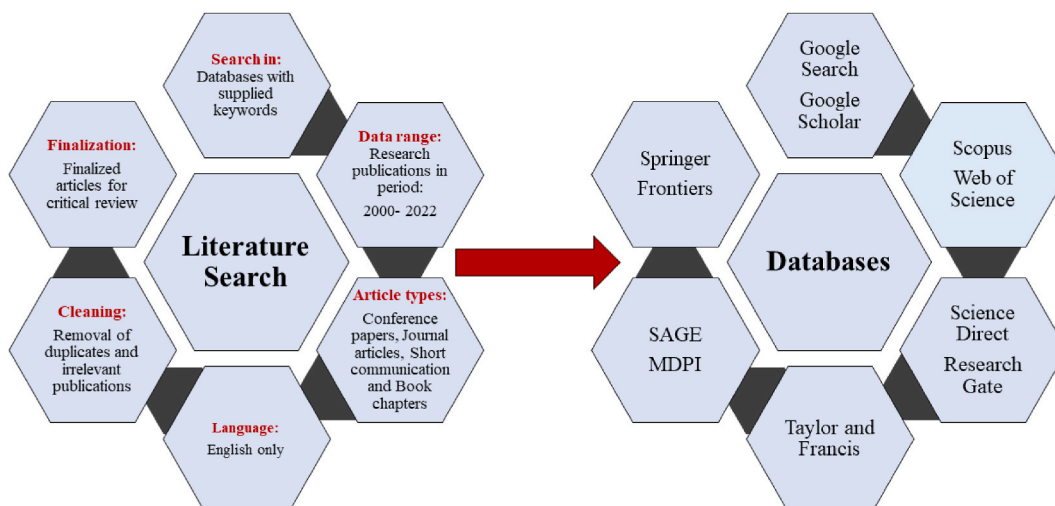 Search in:
Databases with
supplied
keywords
Data range:
Research
publications in
period:
2000- 2022
Article types:
Conference
papers, Journal
articles, Short
communication
and Book
chapters
Language:
English only
Cleaning:
Removal of
duplicates and
irrelevant
publications
Finalization:
Finalized
articles for
critical review
Literature
Search
Google
Search
Google
Scholar
Scopus
Web of
Science
Science
Direct
Research
Gate
Taylor and
Francis
SAGE
MDPI
Springer
Frontiers
Databases